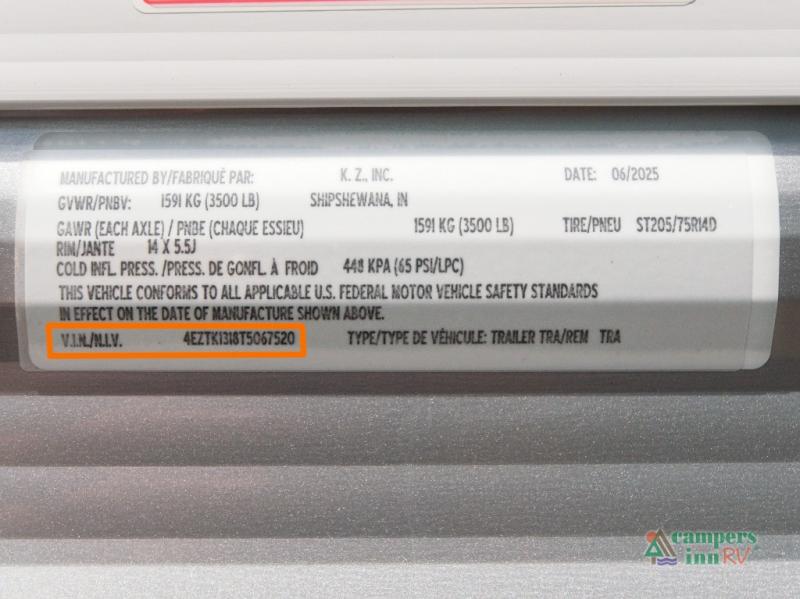 MANUFACTURED BY/FABRIQUÉ PAR: K. Z., INC. DATE: 06/2025
GVWR/PNBV: 1591 KG (3500 LB) SHIPSHEWANA, IN
GAWR (EACH AXLE) / PNBE (CHAQUE ESSIEU) 1591 KG (3500 LB) TIRE/PNEU ST205/75R14D
RIM/JANTE 14 X 5.5J
COLD INFL. PRESS. /PRESS. DE GONFL. À FROID 448 KPA (65 PSI/LPC)
THIS VEHICLE CONFORMS TO ALL APPLICABLE U.S. FEDERAL MOTOR VEHICLE SAFETY STANDARDS
IN EFFECT ON THE DATE OF MANUFACTURE SHOWN ABOVE.
V.I.N./N.I.V. 4EZTK1318T5067520 TYPE/TYPE DE VÉHICULE: TRAILER TRA/REM TRA
campers
inn RV